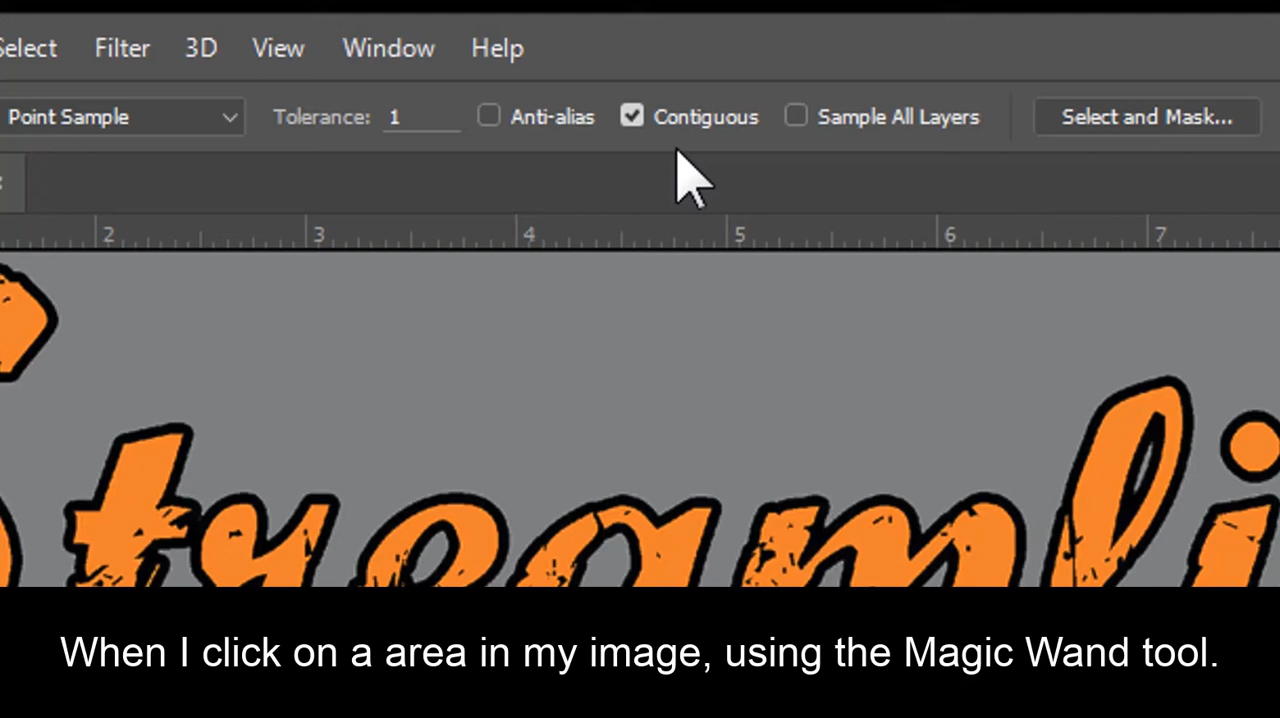 Select Filter 3D View Window Help
Point Sample Tolerance: 1 Anti-alias Contiguous Sample All Layers Select and Mask...
2 3 4 5 6 7
treamli
When I click on a area in my image, using the Magic Wand tool.